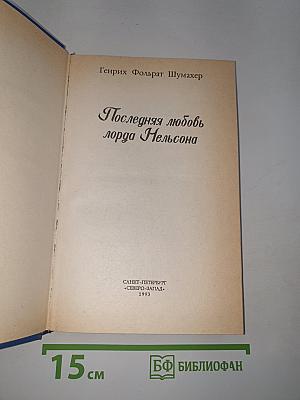 Генрих Фольрат Шумахер
Последняя любовь
лорда Нельсона
САНКТ-ПЕТЕРБУРГ
«СЕВЕРО-ЗАПАД»
1993
15 см
БФ БИБЛИОФАН